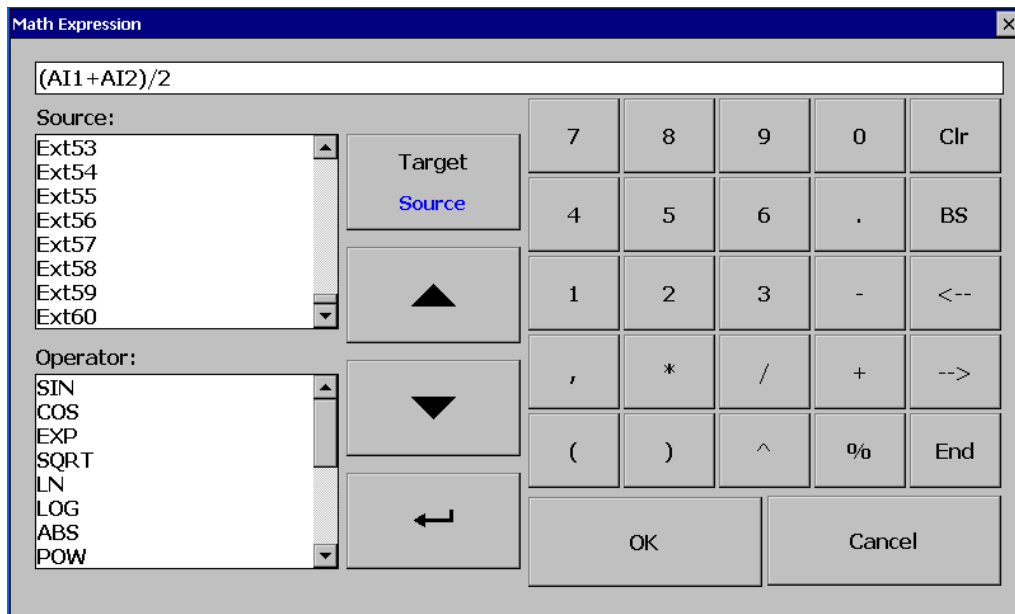 Math Expression
(AI1+AI2)/2
Source:
Ext53
Ext54
Ext55
Ext56
Ext57
Ext58
Ext59
Ext60
Operator:
SIN
COS
EXP
SQRT
LN
LOG
ABS
POW
Target
Source
7 8 9 0 Clr
4 5 6 . BS
1 2 3 - <--
, * / + -->
( ) ^ % End
OK Cancel